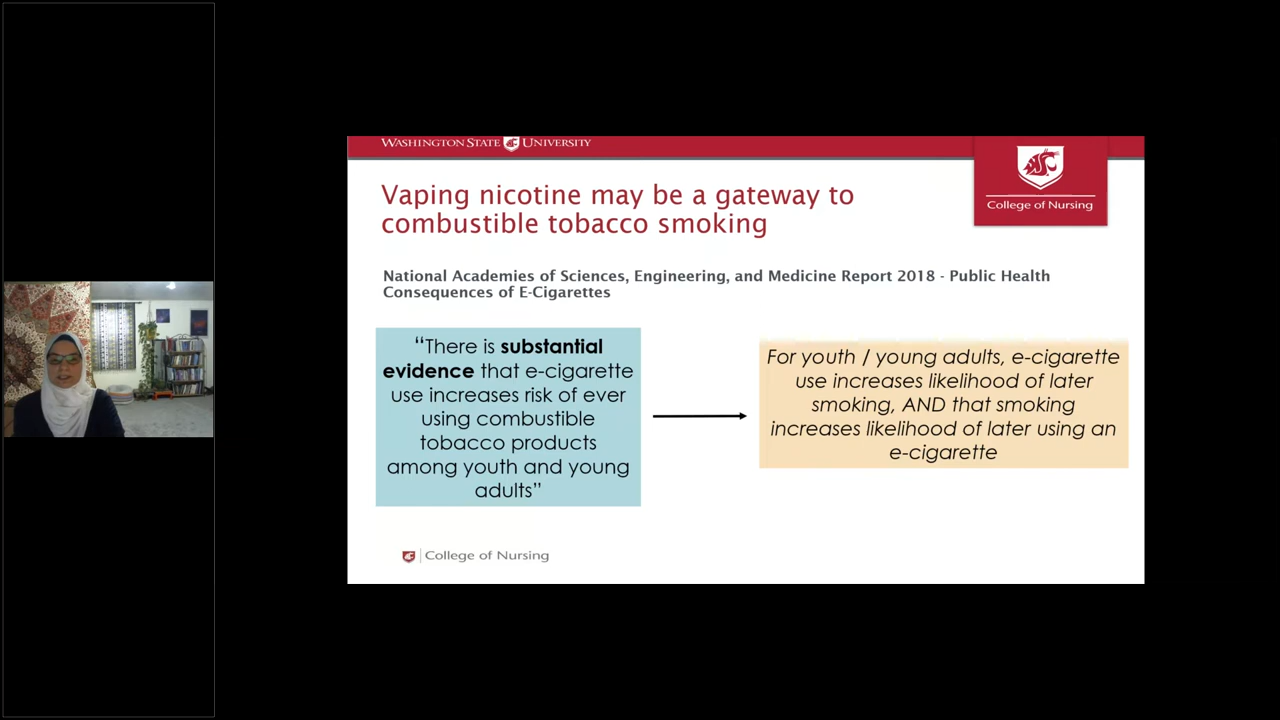 WASHINGTON STATE UNIVERSITY
College of Nursing
Vaping nicotine may be a gateway to
combustible tobacco smoking
National Academies of Sciences, Engineering, and Medicine Report 2018 - Public Health
Consequences of E-Cigarettes
“There is substantial
evidence that e-cigarette
use increases risk of ever
using combustible
tobacco products
among youth and young
adults”
For youth / young adults, e-cigarette
use increases likelihood of later
smoking, AND that smoking
increases likelihood of later using an
e-cigarette
College of Nursing